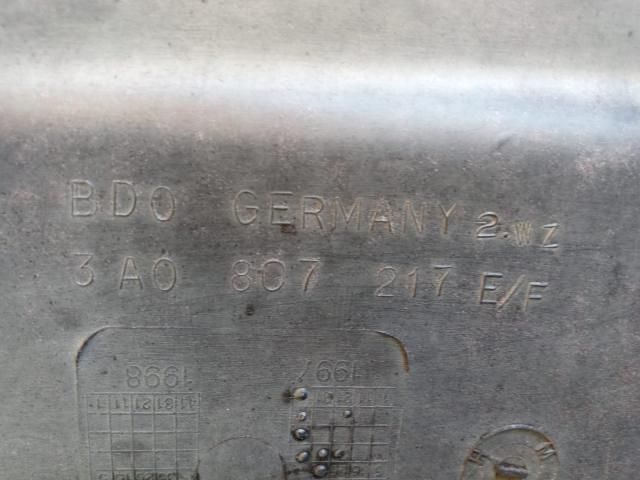 BDO GERMANY 2.WZ
3A0 807 217 E/F
1998 1997